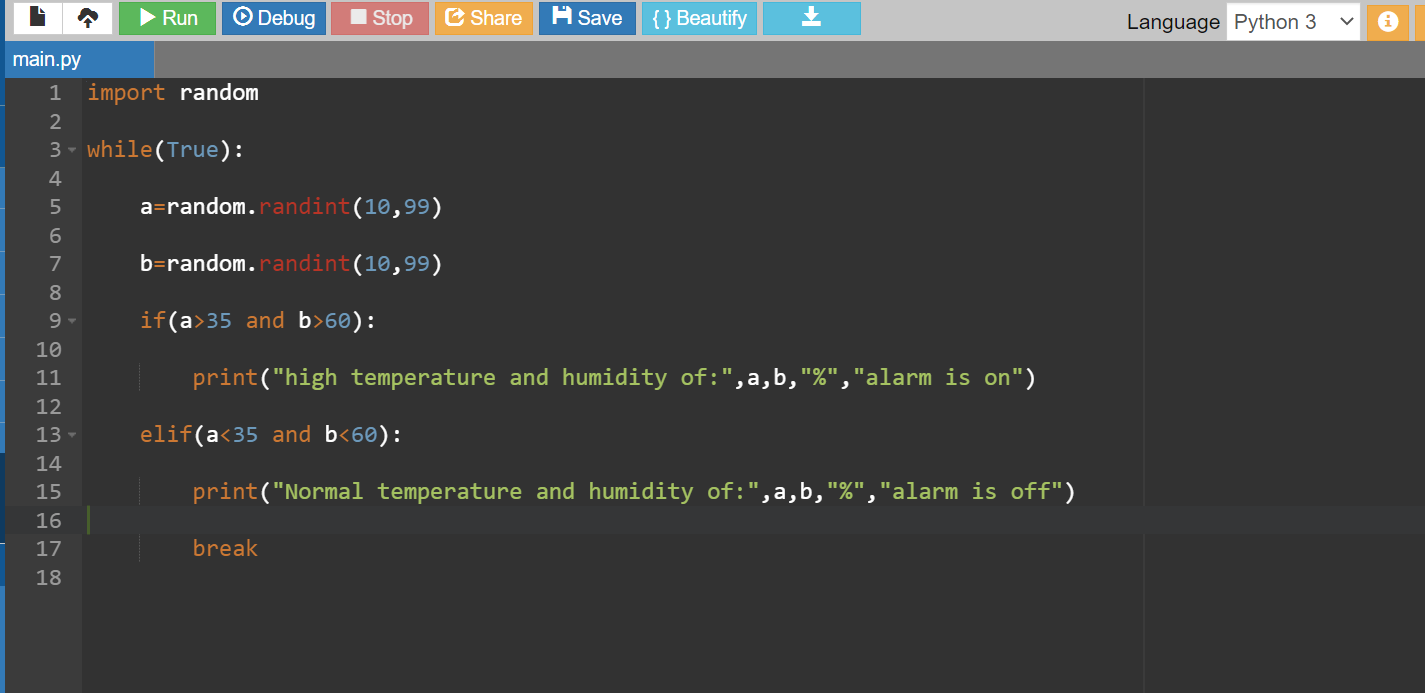 Run Debug Stop Share Save { } Beautify Language Python 3
main.py
1 import random
2
3 while(True):
4
5 a=random.randint(10,99)
6
7 b=random.randint(10,99)
8
9 if(a>35 and b>60):
10
11 print("high temperature and humidity of:",a,b,"%","alarm is on")
12
13 elif(a<35 and b<60):
14
15 print("Normal temperature and humidity of:",a,b,"%","alarm is off")
16
17 break
18